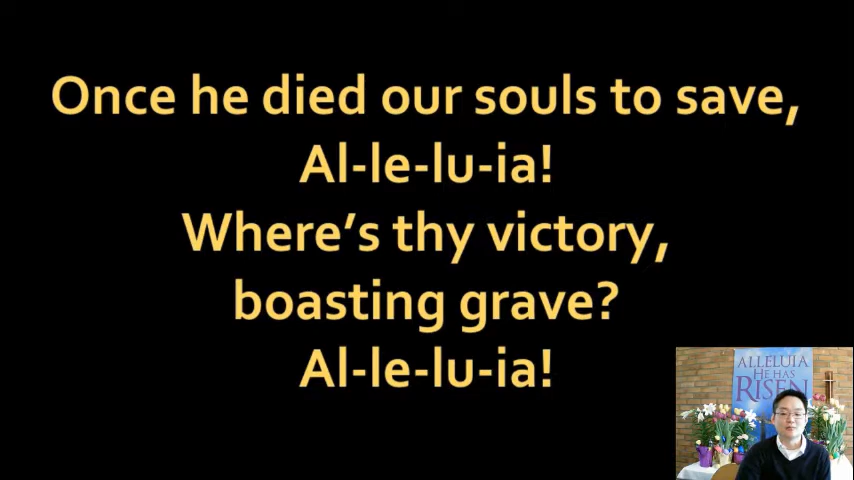 Once he died our souls to save,
Al-le-lu-ia!
Where's thy victory,
boasting grave?
Al-le-lu-ia!
ALLELUIA
HE HAS
RISEN